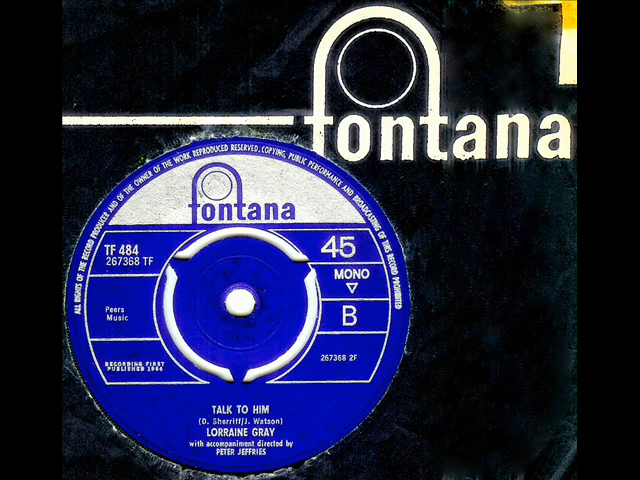 fontana
ALL RIGHTS OF THE RECORD PRODUCER AND OF THE OWNER OF THE WORK REPRODUCED RESERVED. COPYING, PUBLIC PERFORMANCE AND BROADCASTING OF THIS RECORD PROHIBITED
fontana
TF 484
267368 TF
45
MONO
B
Peers
Music
RECORDING FIRST
PUBLISHED 1964
267368 2F
TALK TO HIM
(D. Sherriff/J. Watson)
LORRAINE GRAY
with accompaniment directed by
PETER JEFFRIES